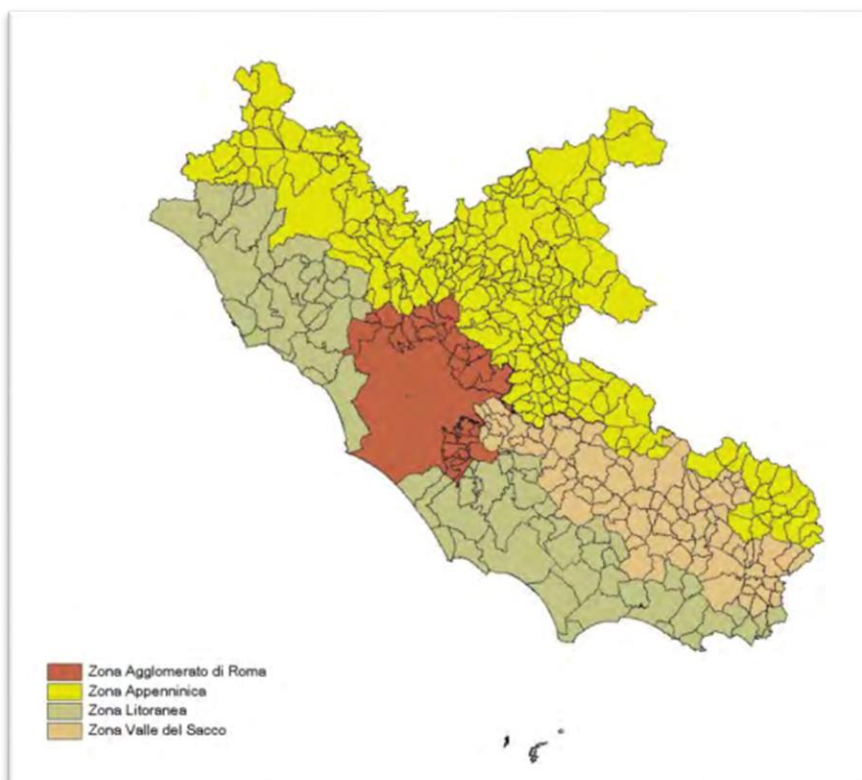 Zona Agglomerato di Roma
Zona Appenninica
Zona Litoranea
Zona Valle del Sacco